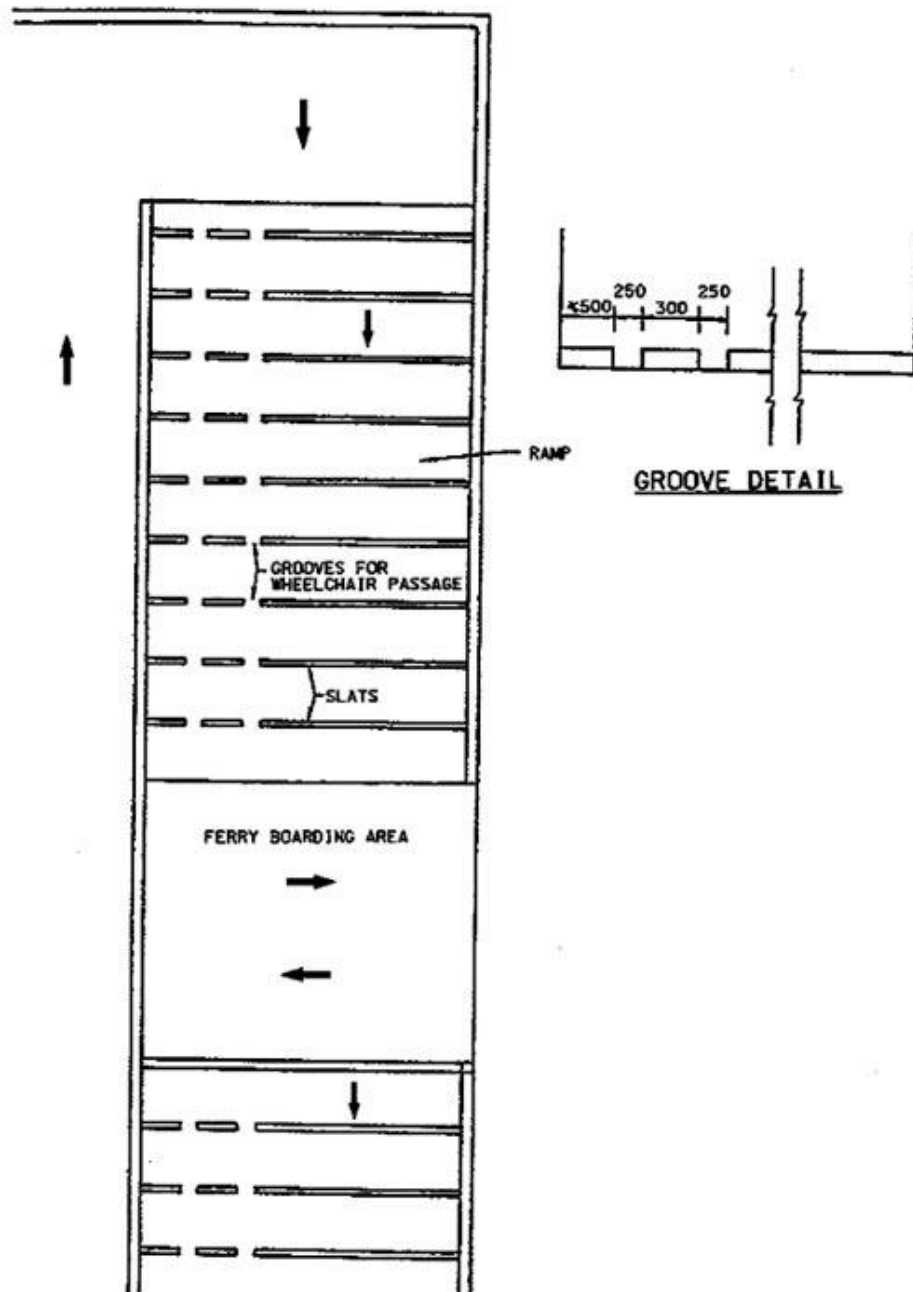 250
250
≮500
300
RAMP
GROOVE DETAIL
GROOVES FOR
WHEELCHAIR PASSAGE
SLATS
FERRY BOARDING AREA